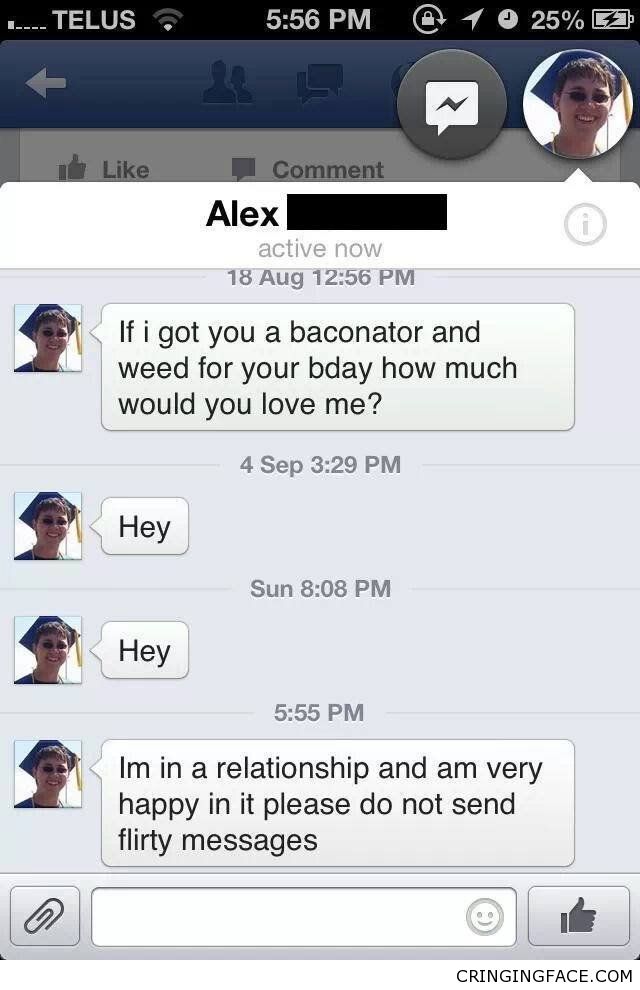 TELUS 5:56 PM 25%
Like Comment
Alex
active now
18 Aug 12:56 PM
If i got you a baconator and
weed for your bday how much
would you love me?
4 Sep 3:29 PM
Hey
Sun 8:08 PM
Hey
5:55 PM
Im in a relationship and am very
happy in it please do not send
flirty messages
CRINGINGFACE.COM